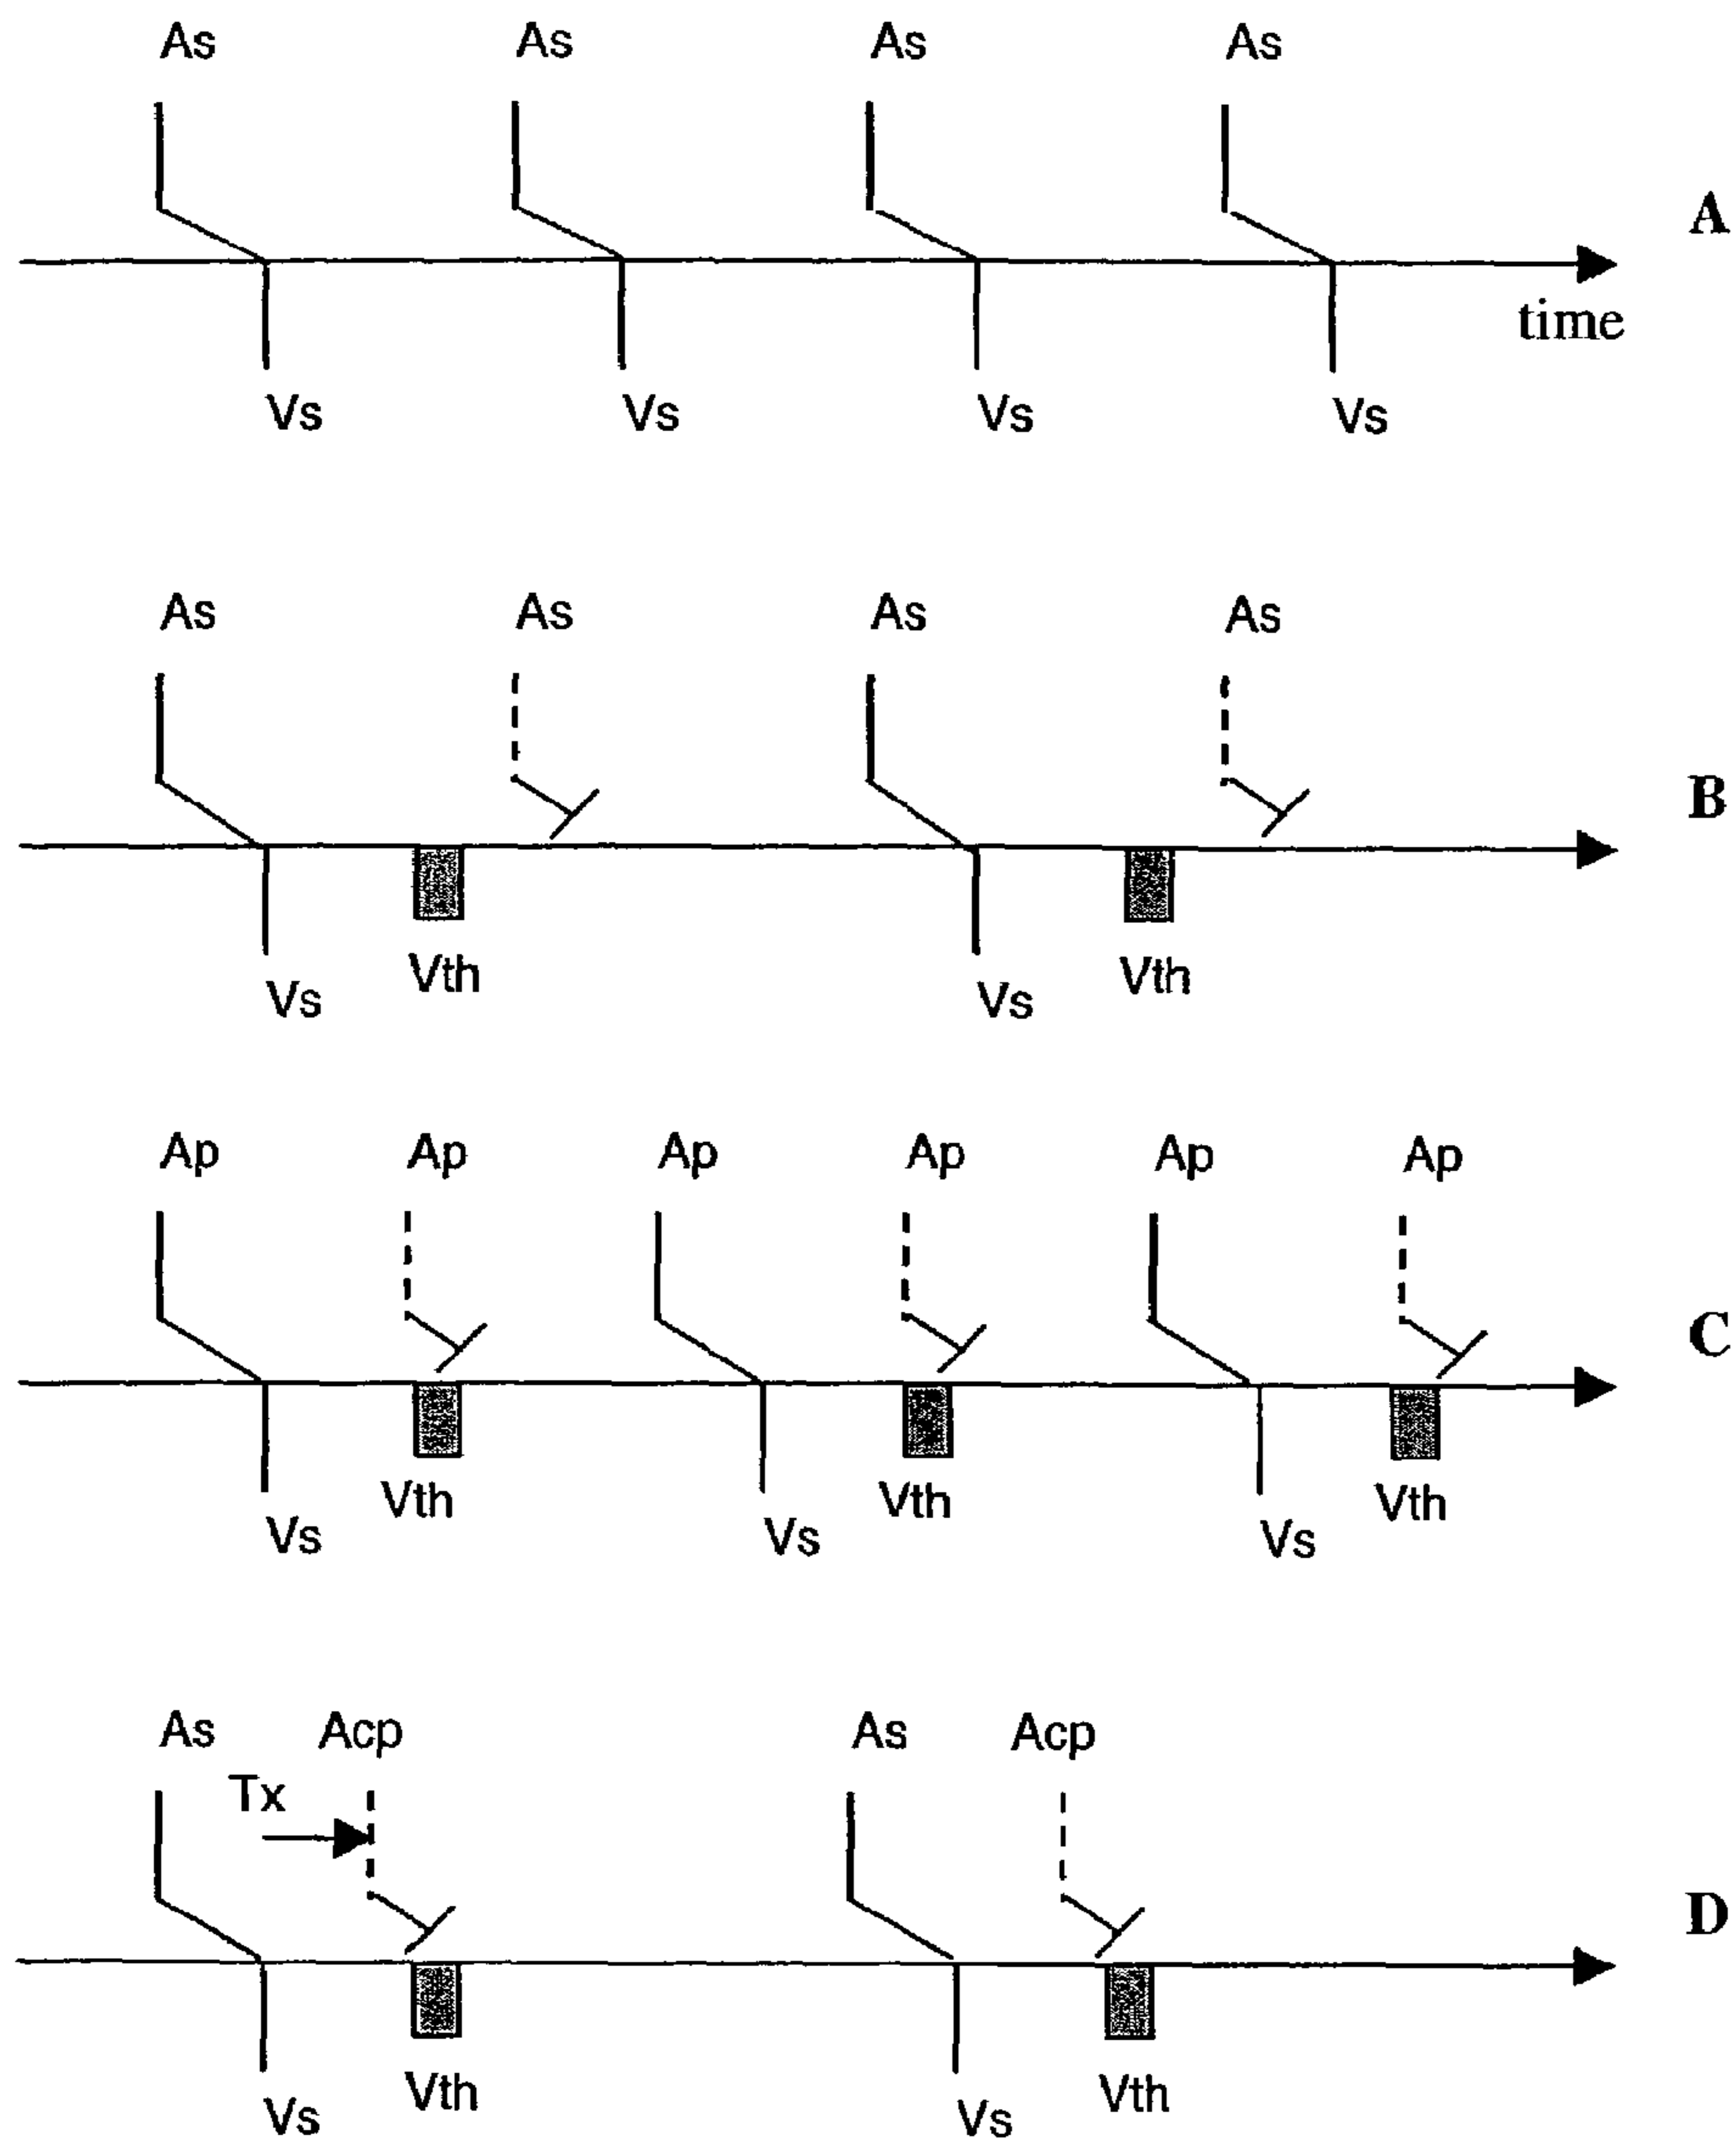 As As As As
A
time
Vs Vs Vs Vs
As As As As
B
Vth Vth
Vs Vs
Ap Ap Ap Ap Ap Ap
C
Vth Vth Vth
Vs Vs Vs
As Acp As Acp
Tx
D
Vth Vth
Vs Vs